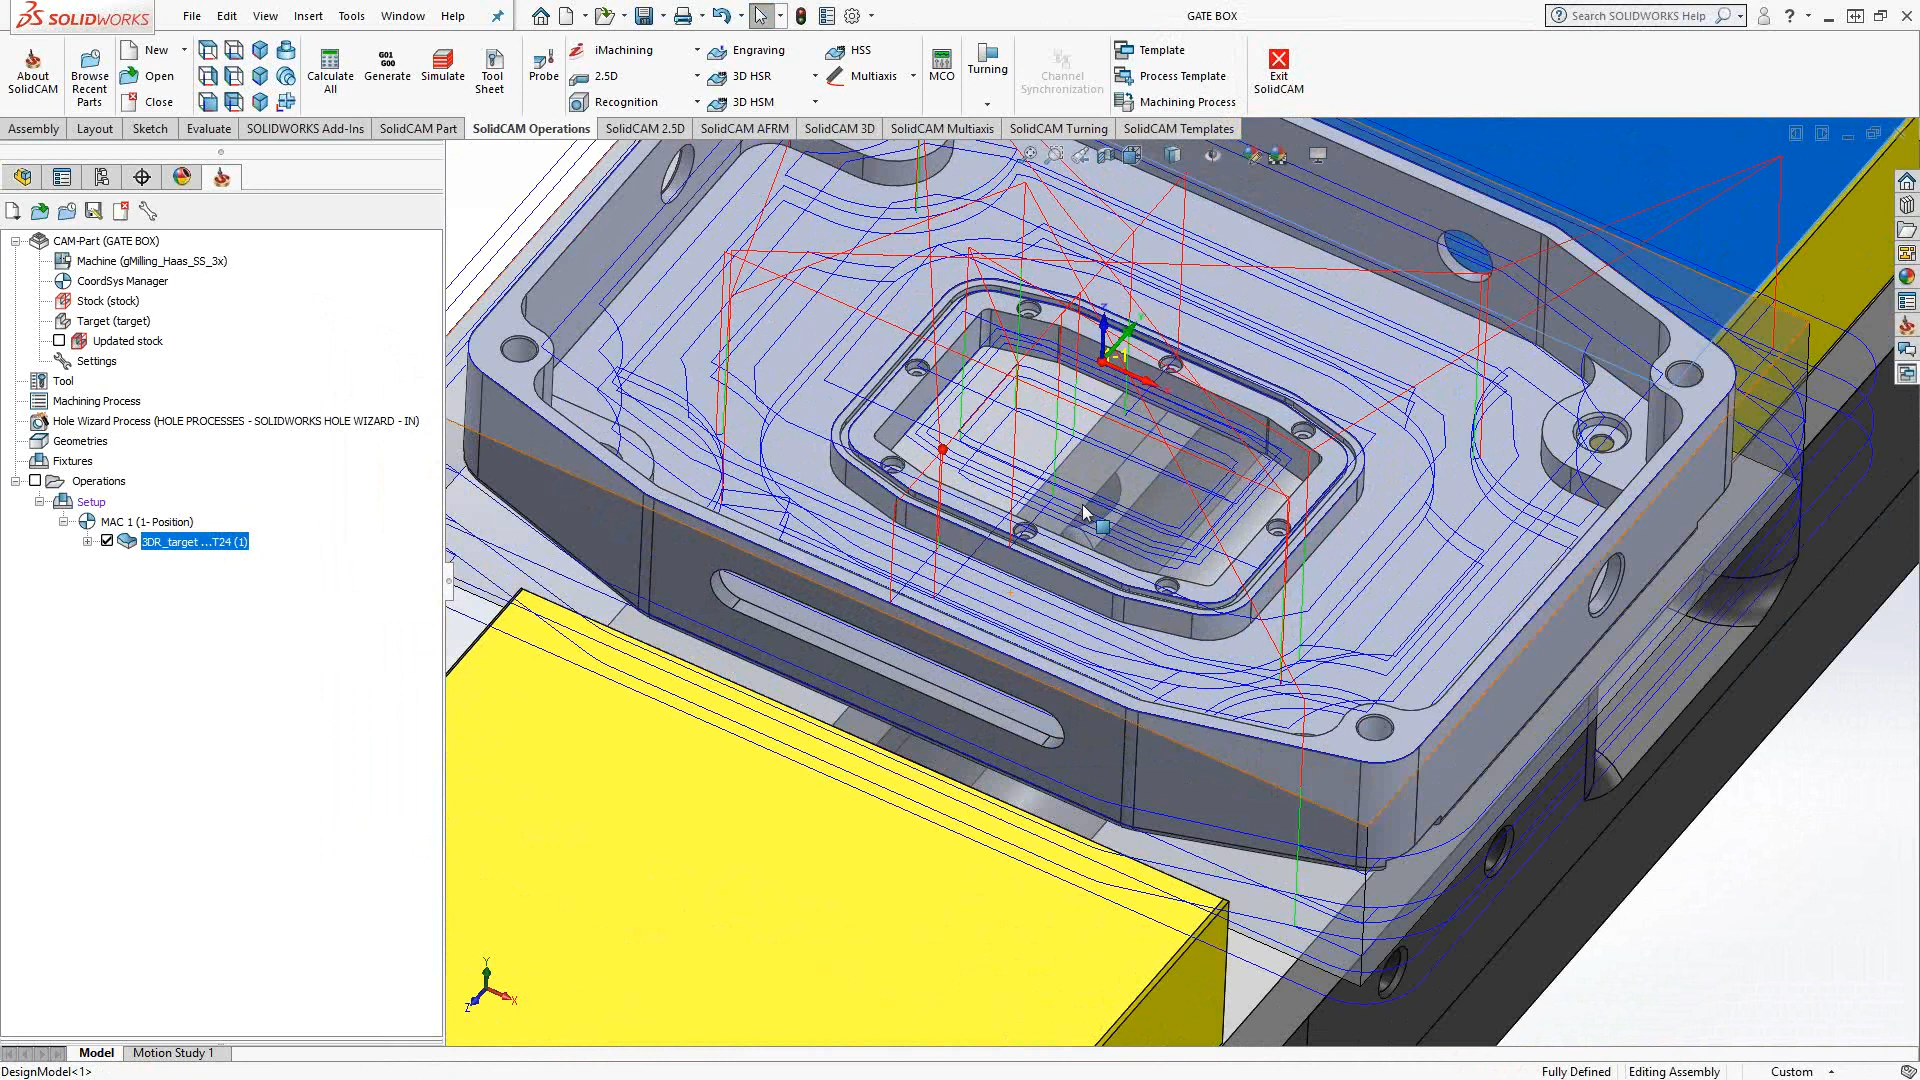 SOLIDWORKS File Edit View Insert Tools Window Help GATE BOX Search SOLIDWORKS Help
About SolidCAM
Browse Recent Parts
New
Open
Close
Calculate All
G01 G00
Generate
Simulate
Tool Sheet
Probe
iMachining
2.5D
Recognition
Engraving
3D HSR
3D HSM
HSS
Multiaxis
MCO
Turning
Channel Synchronization
Template
Process Template
Machining Process
Exit SolidCAM
Assembly Layout Sketch Evaluate SOLIDWORKS Add-Ins SolidCAM Part SolidCAM Operations SolidCAM 2.5D SolidCAM AFRM SolidCAM 3D SolidCAM Multiaxis SolidCAM Turning SolidCAM Templates
CAM-Part (GATE BOX)
Machine (gMilling_Haas_SS_3x)
CoordSys Manager
Stock (stock)
Target (target)
Updated stock
Settings
Tool
Machining Process
Hole Wizard Process (HOLE PROCESSES - SOLIDWORKS HOLE WIZARD - IN)
Geometries
Fixtures
Operations
Setup
MAC 1 (1- Position)
3DR_target ...T24 (1)
Z
Y
Y
X
Z
Model Motion Study 1
DesignModel<1> Fully Defined Editing Assembly Custom